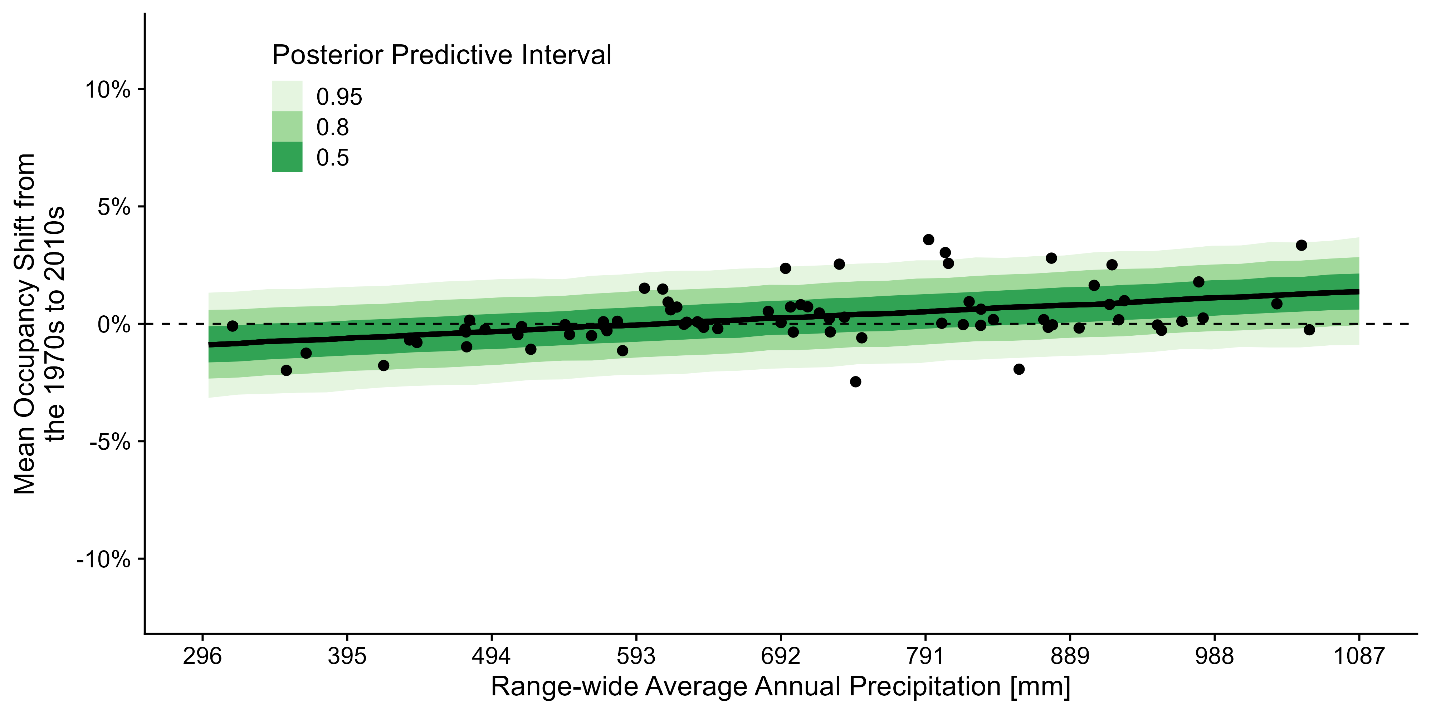 Posterior Predictive Interval
0.95
0.8
0.5
Mean Occupancy Shift from
the 1970s to 2010s
10%
5%
0%
-5%
-10%
296 395 494 593 692 791 889 988 1087
Range-wide Average Annual Precipitation [mm]